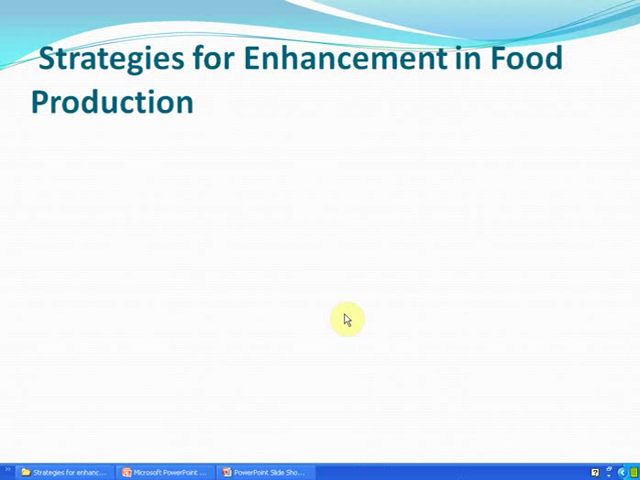 Strategies for Enhancement in Food
Production
Strategies for enhanc...
Microsoft PowerPoint ...
PowerPoint Slide Sho...